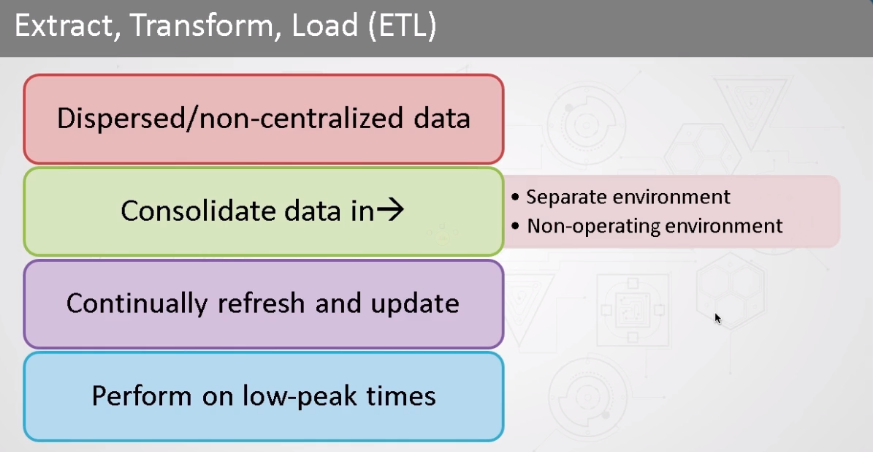 Extract, Transform, Load (ETL)
Dispersed/non-centralized data
Consolidate data in→
• Separate environment
• Non-operating environment
Continually refresh and update
Perform on low-peak times